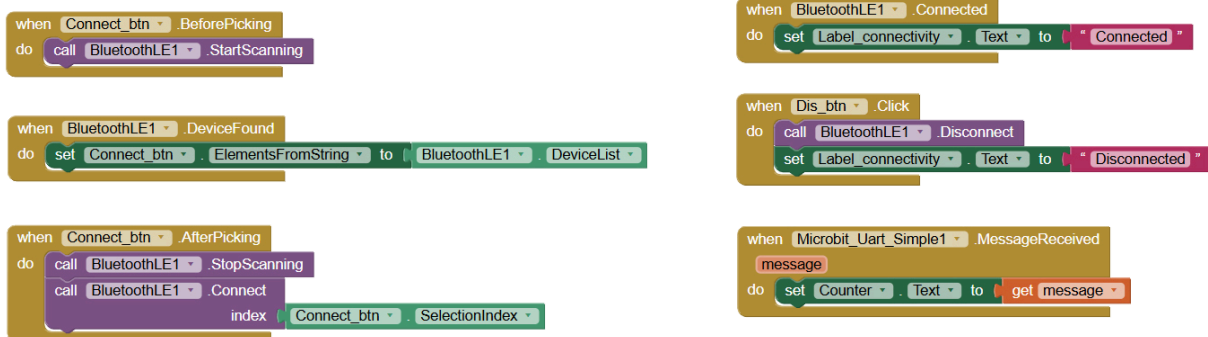 when Connect_btn .BeforePicking
do call BluetoothLE1 .StartScanning
when BluetoothLE1 .DeviceFound
do set Connect_btn . ElementsFromString to BluetoothLE1 . DeviceList
when Connect_btn .AfterPicking
do call BluetoothLE1 .StopScanning
call BluetoothLE1 .Connect
index Connect_btn . SelectionIndex
when BluetoothLE1 .Connected
do set Label_connectivity . Text to " Connected "
when Dis_btn .Click
do call BluetoothLE1 .Disconnect
set Label_connectivity . Text to " Disconnected "
when Microbit_Uart_Simple1 .MessageReceived
message
do set Counter . Text to get message